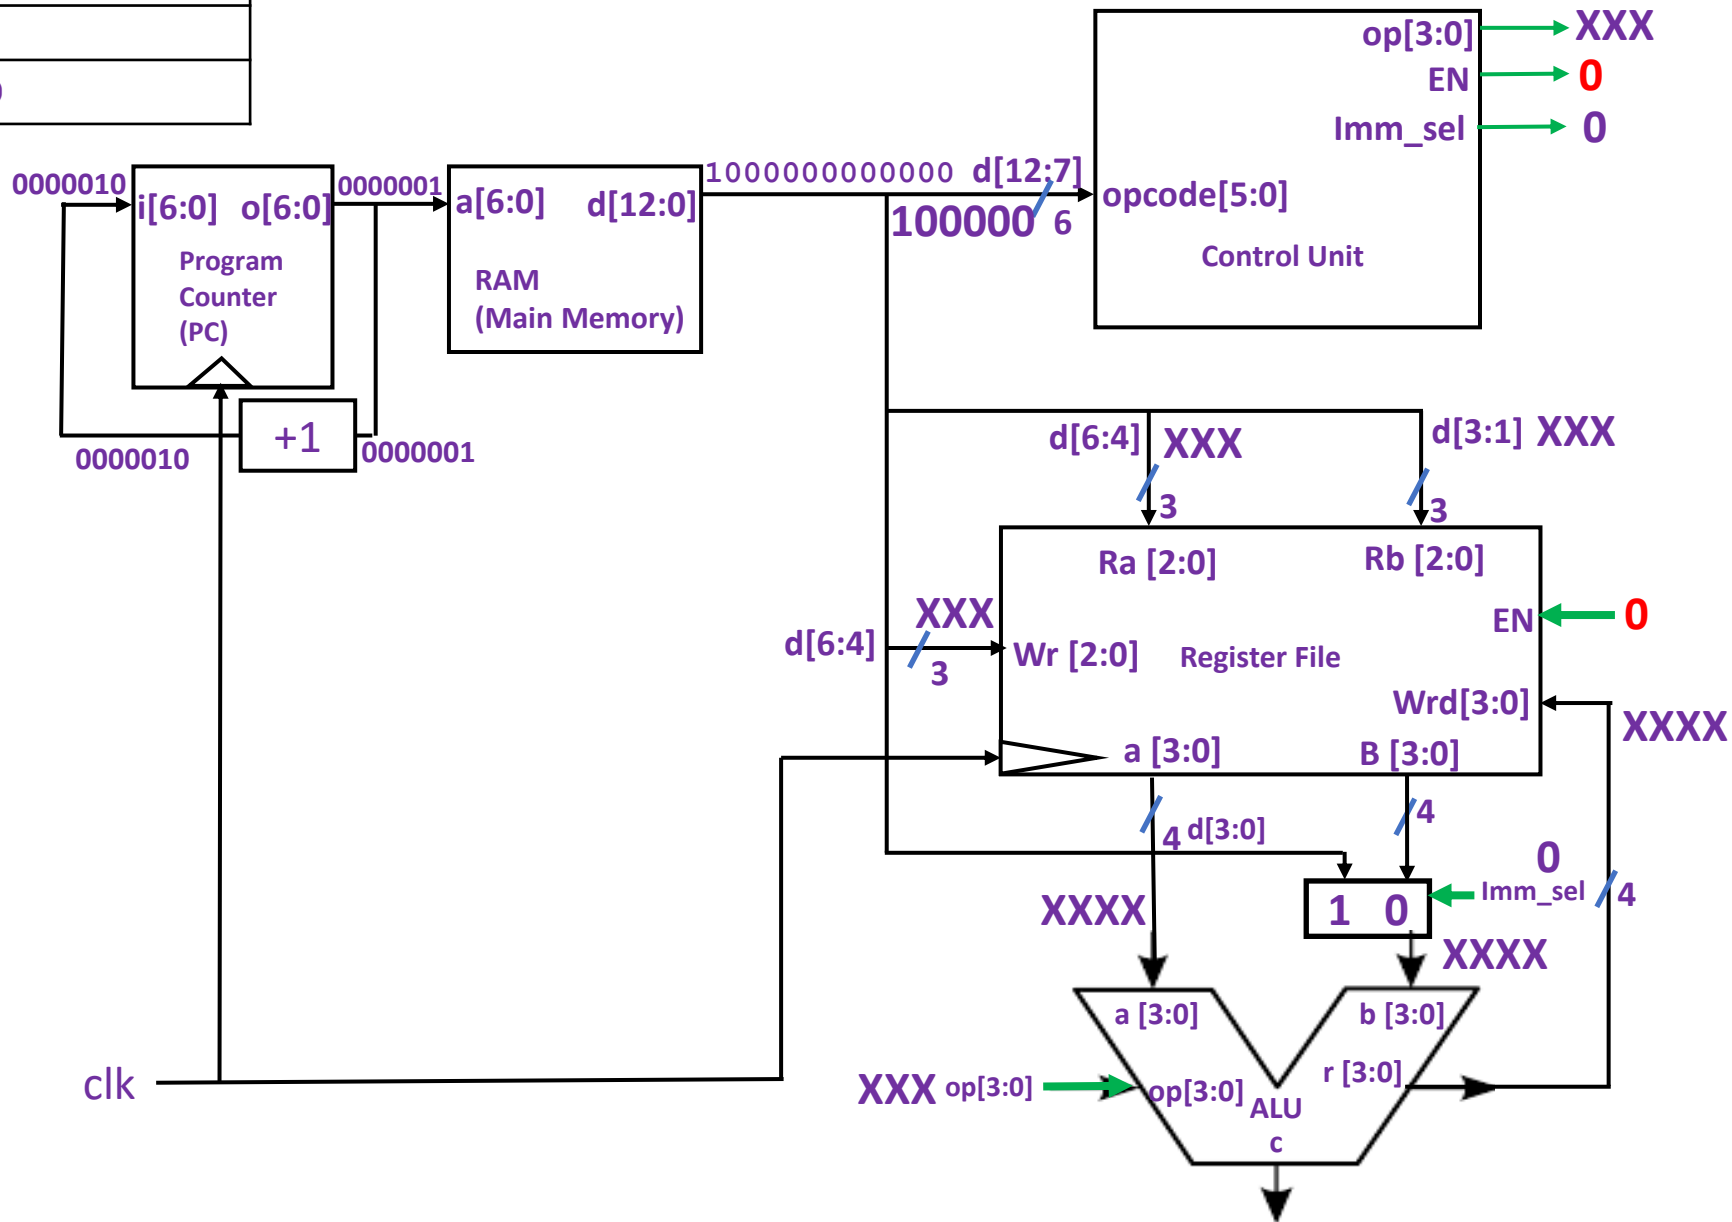 op[3:0] XXX
EN 0
Imm_sel 0
0000010 i[6:0] o[6:0] 0000001 a[6:0] d[12:0] 1000000000000 d[12:7] opcode[5:0]
100000 6
Program
Counter
(PC)
RAM
(Main Memory)
Control Unit
+1
0000010 0000001
d[6:4] XXX d[3:1] XXX
3 3
Ra [2:0] Rb [2:0]
XXX EN 0
d[6:4] Wr [2:0] Register File
3
Wrd[3:0] XXXX
a [3:0] B [3:0]
4 d[3:0] 4
0
XXXX 1 0 Imm_sel 4
XXXX
a [3:0] b [3:0]
clk XXX op[3:0] op[3:0] r [3:0]
ALU
c